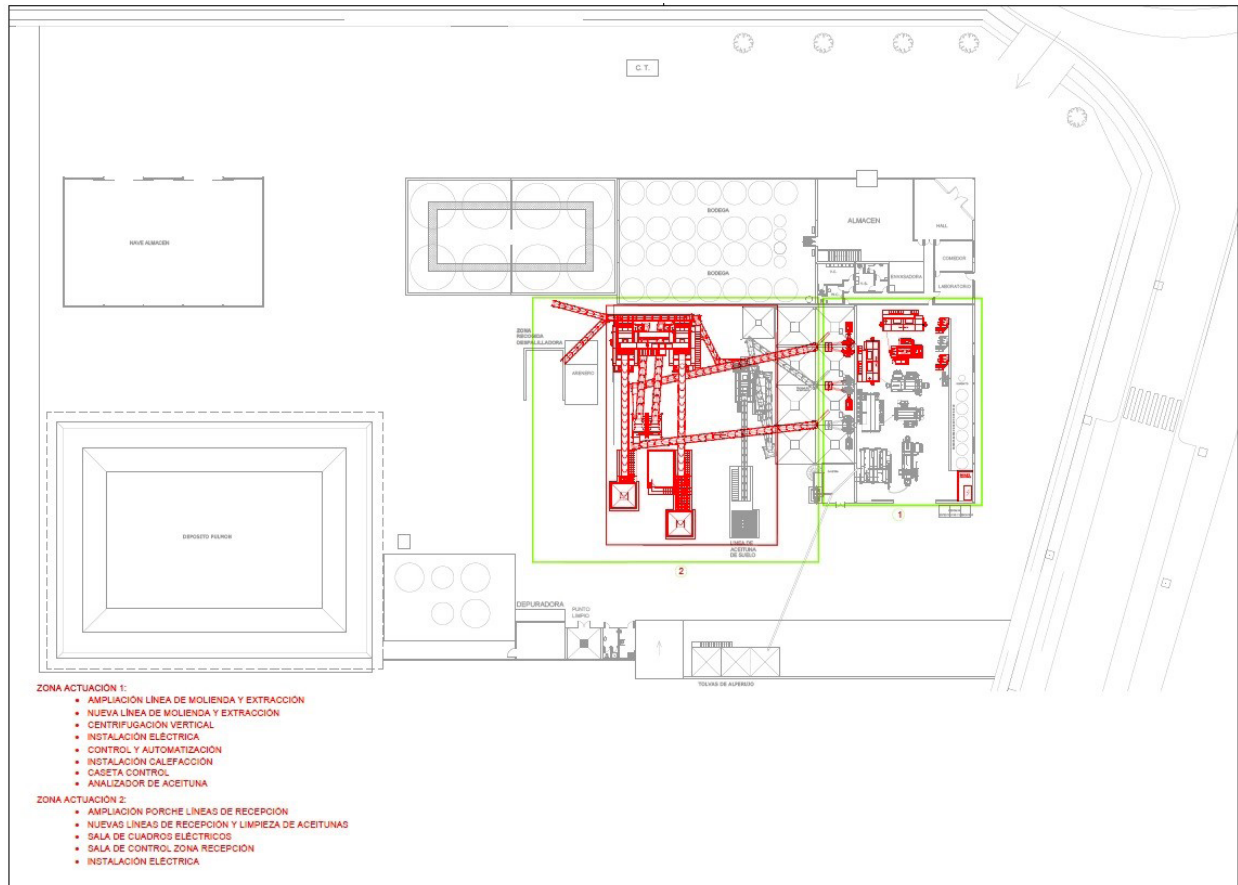 C. T.
NAVE ALMACÉN
BODEGA
BODEGA
ALMACEN
HALL
COMEDOR
ENVASADORA
LABORATORIO
ZONA
RECOGIDA
DESPALILLADORA
ARENERO
1
LINEA DE
ACEITUNA
DE SUELO
2
DEPOSITO PULMON
DEPURADORA
PUNTO
LIMPIO
TOLVAS DE ALPERUJO
ZONA ACTUACIÓN 1:
• AMPLIACIÓN LÍNEA DE MOLIENDA Y EXTRACCIÓN
• NUEVA LÍNEA DE MOLIENDA Y EXTRACCIÓN
• CENTRIFUGACIÓN VERTICAL
• INSTALACIÓN ELÉCTRICA
• CONTROL Y AUTOMATIZACIÓN
• INSTALACIÓN CALEFACCIÓN
• CASETA CONTROL
• ANALIZADOR DE ACEITUNA
ZONA ACTUACIÓN 2:
• AMPLIACIÓN PORCHE LÍNEAS DE RECEPCIÓN
• NUEVAS LÍNEAS DE RECEPCIÓN Y LIMPIEZA DE ACEITUNAS
• SALA DE CUADROS ELÉCTRICOS
• SALA DE CONTROL ZONA RECEPCIÓN
• INSTALACIÓN ELÉCTRICA